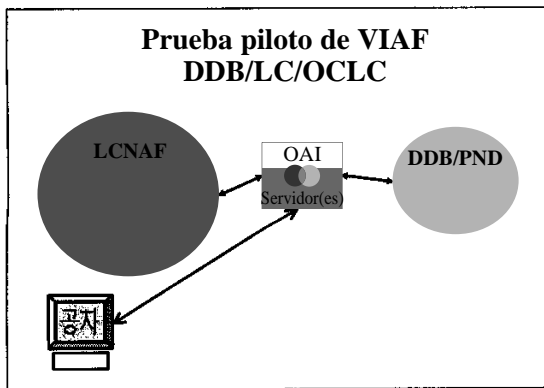 Prueba piloto de VIAF
DDB/LC/OCLC
LCNAF
OAI
DDB/PND
Servidor(es)
공자